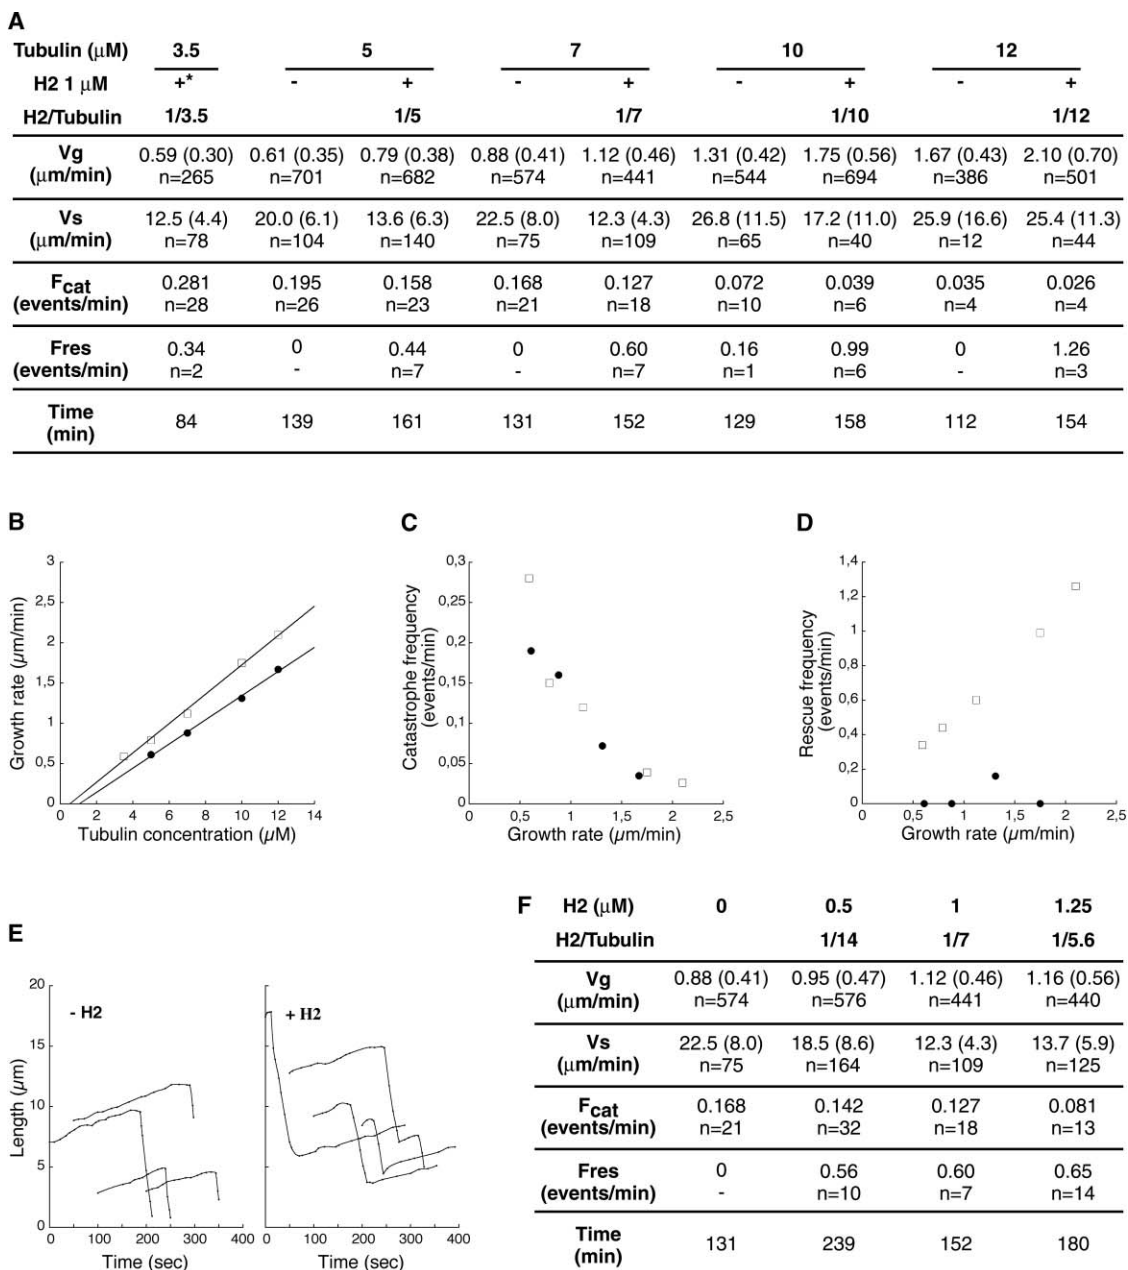 A
Tubulin (μM) 3.5 5 7 10 12
H2 1 μM +* - + - + - + - +
H2/Tubulin 1/3.5 1/5 1/7 1/10 1/12
Vg 0.59 (0.30) 0.61 (0.35) 0.79 (0.38) 0.88 (0.41) 1.12 (0.46) 1.31 (0.42) 1.75 (0.56) 1.67 (0.43) 2.10 (0.70)
(μm/min) n=265 n=701 n=682 n=574 n=441 n=544 n=694 n=386 n=501
Vs 12.5 (4.4) 20.0 (6.1) 13.6 (6.3) 22.5 (8.0) 12.3 (4.3) 26.8 (11.5) 17.2 (11.0) 25.9 (16.6) 25.4 (11.3)
(μm/min) n=78 n=104 n=140 n=75 n=109 n=65 n=40 n=12 n=44
Fcat 0.281 0.195 0.158 0.168 0.127 0.072 0.039 0.035 0.026
(events/min) n=28 n=26 n=23 n=21 n=18 n=10 n=6 n=4 n=4
Fres 0.34 0 0.44 0 0.60 0.16 0.99 0 1.26
(events/min) n=2 - n=7 - n=7 n=1 n=6 - n=3
Time 84 139 161 131 152 129 158 112 154
(min)
B
3
2,5
2
1,5
1
0,5
0
Growth rate (μm/min)
0 2 4 6 8 10 12 14
Tubulin concentration (μM)
C
0,3
0,25
0,2
0,15
0,1
0,05
0
Catastrophe frequency
(events/min)
0 0,5 1 1,5 2 2,5
Growth rate (μm/min)
D
1,4
1,2
1
0,8
0,6
0,4
0,2
0
Rescue frequency
(events/min)
0 0,5 1 1,5 2 2,5
Growth rate (μm/min)
E
20
15
10
5
0
Length (μm)
- H2
+ H2
0 100 200 300 400
Time (sec)
0 100 200 300 400
Time (sec)
F H2 (μM) 0 0.5 1 1.25
H2/Tubulin 1/14 1/7 1/5.6
Vg 0.88 (0.41) 0.95 (0.47) 1.12 (0.46) 1.16 (0.56)
(μm/min) n=574 n=576 n=441 n=440
Vs 22.5 (8.0) 18.5 (8.6) 12.3 (4.3) 13.7 (5.9)
(μm/min) n=75 n=164 n=109 n=125
Fcat 0.168 0.142 0.127 0.081
(events/min) n=21 n=32 n=18 n=13
Fres 0 0.56 0.60 0.65
(events/min) - n=10 n=7 n=14
Time 131 239 152 180
(min)